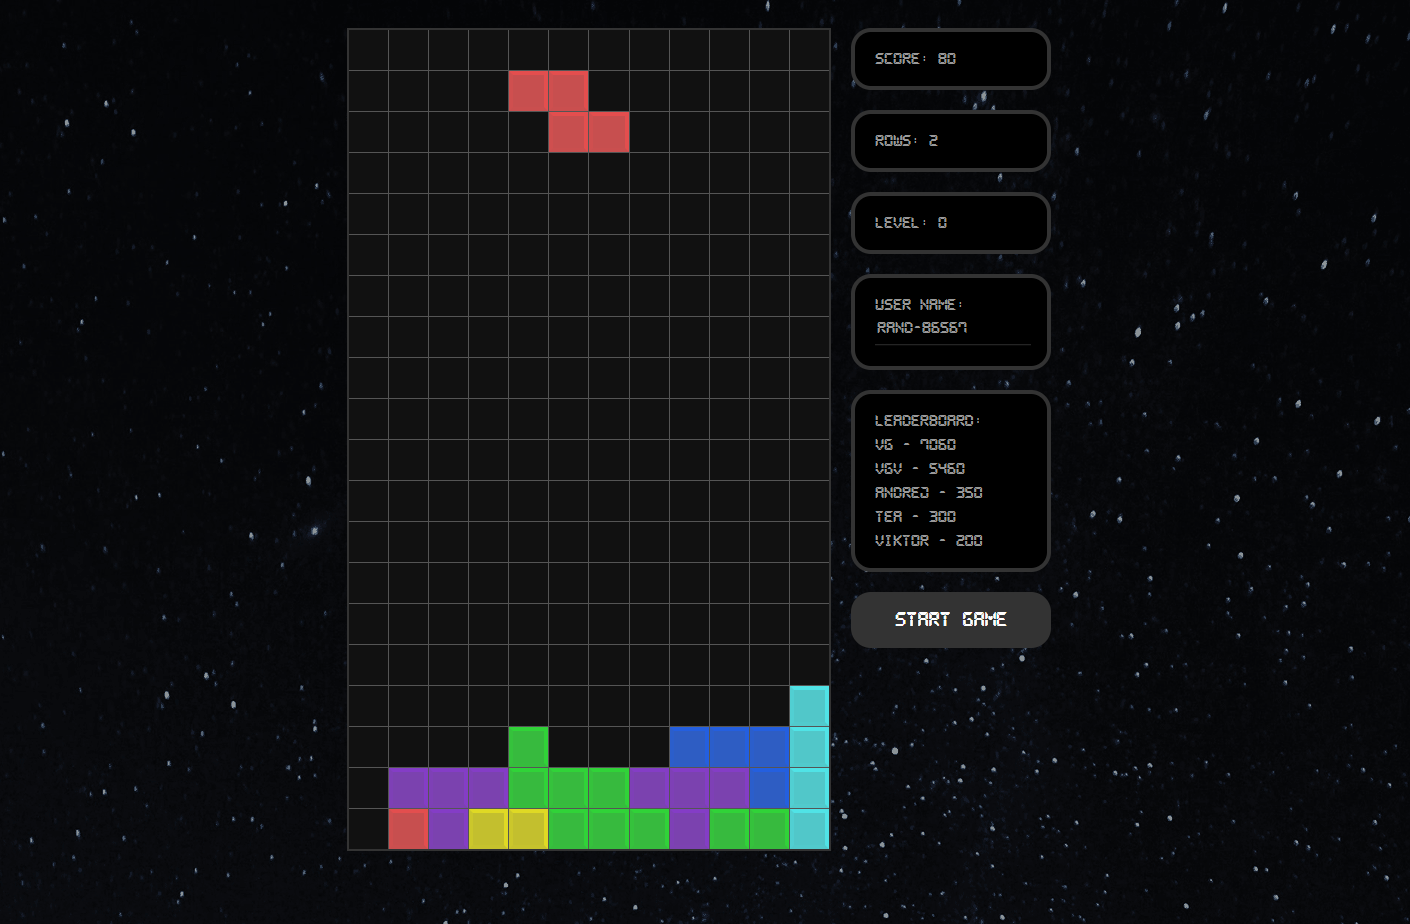 SCORE: 80
ROWS: 2
LEVEL: 0
USER NAME:
RAND-86567
LEADERBOARD:
VG - 7060
VGV - 5460
ANDREJ - 350
TEA - 300
VIKTOR - 200
START GAME